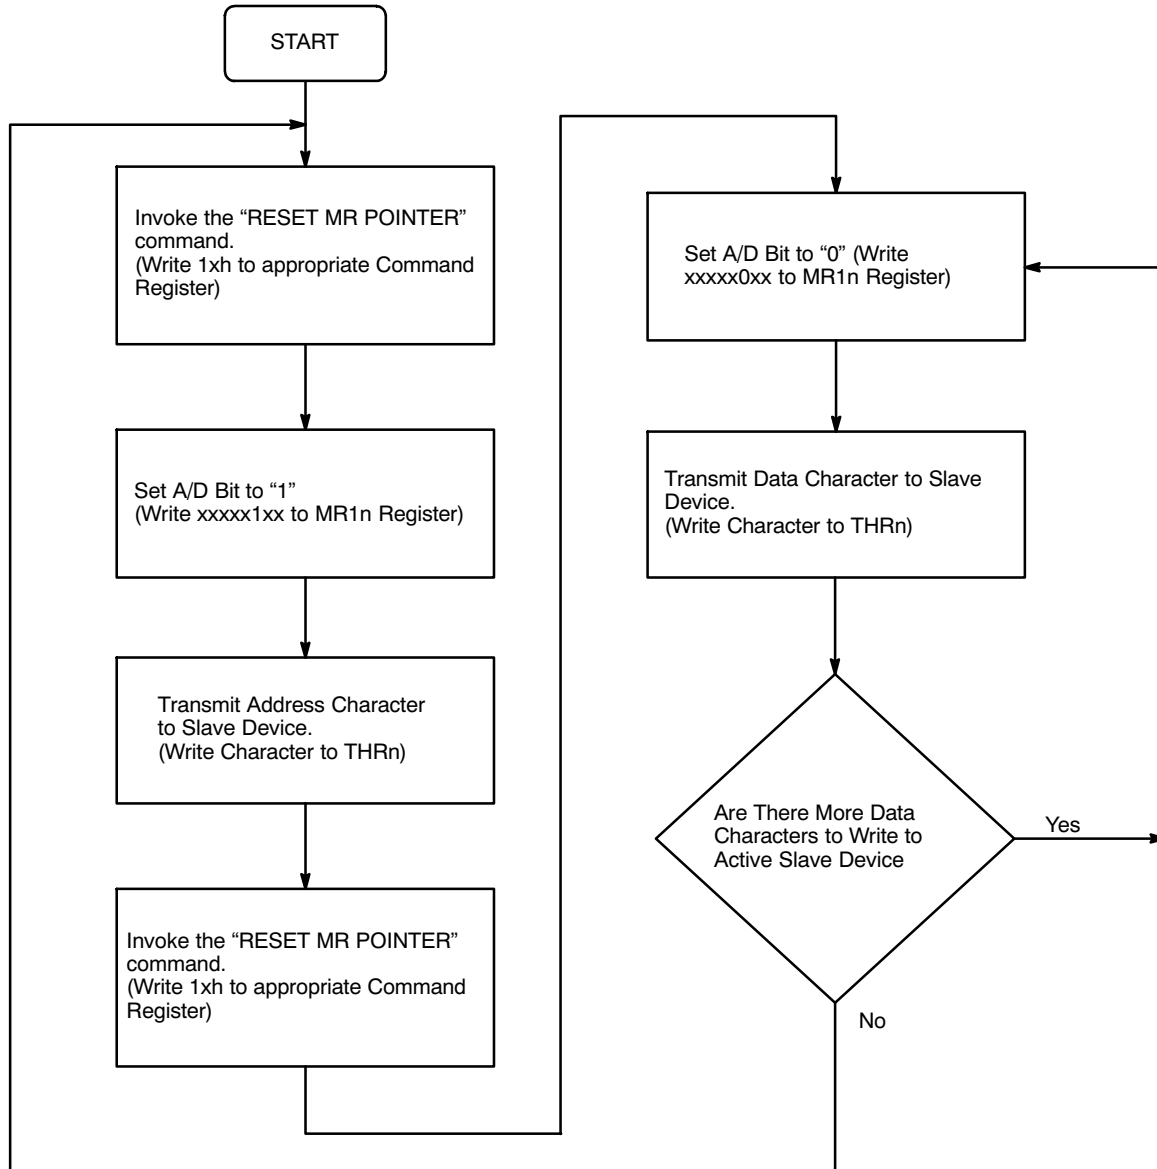 START
Invoke the “RESET MR POINTER”
command.
(Write 1xh to appropriate Command
Register)
Set A/D Bit to “1”
(Write xxxxx1xx to MR1n Register)
Transmit Address Character
to Slave Device.
(Write Character to THRn)
Invoke the “RESET MR POINTER”
command.
(Write 1xh to appropriate Command
Register)
Set A/D Bit to “0” (Write
xxxxx0xx to MR1n Register)
Transmit Data Character to Slave
Device.
(Write Character to THRn)
Are There More Data
Characters to Write to
Active Slave Device
Yes
No